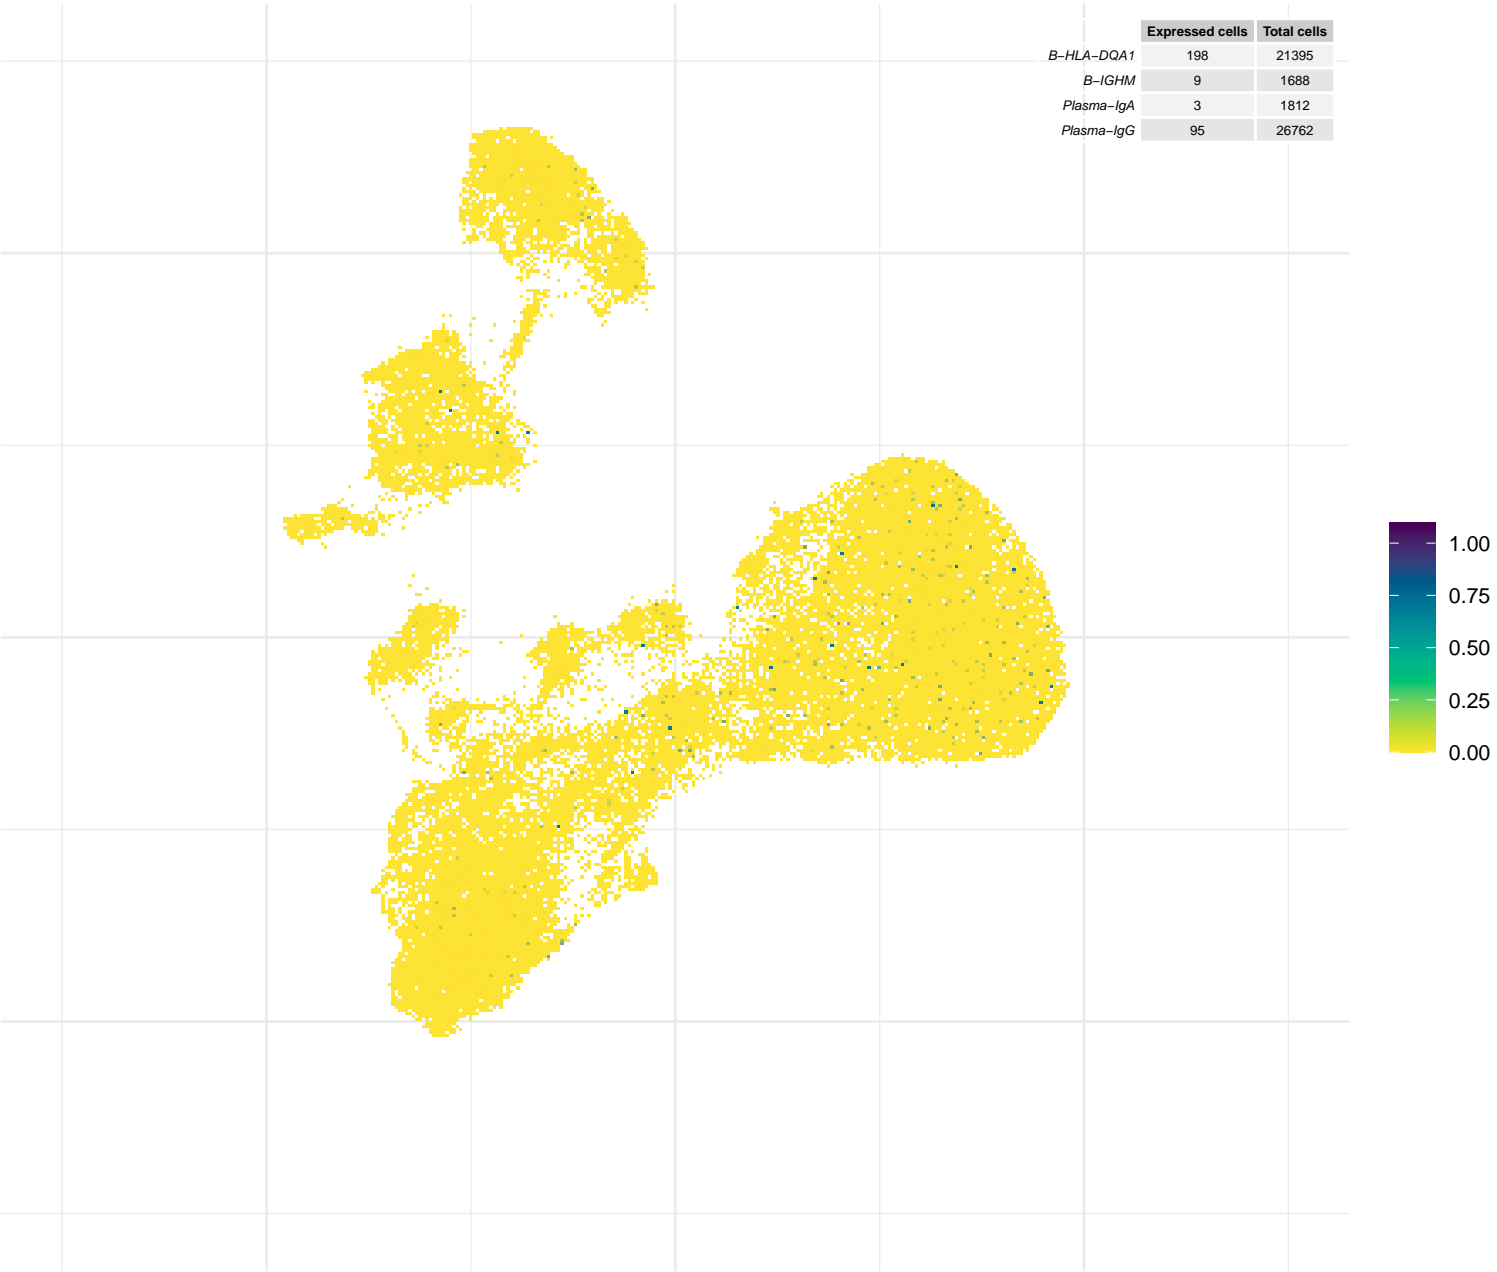 Expressed cells Total cells
B−HLA−DQA1 198 21395
B−IGHM 9 1688
Plasma−IgA 3 1812
Plasma−IgG 95 26762
1.00
0.75
0.50
0.25
0.00